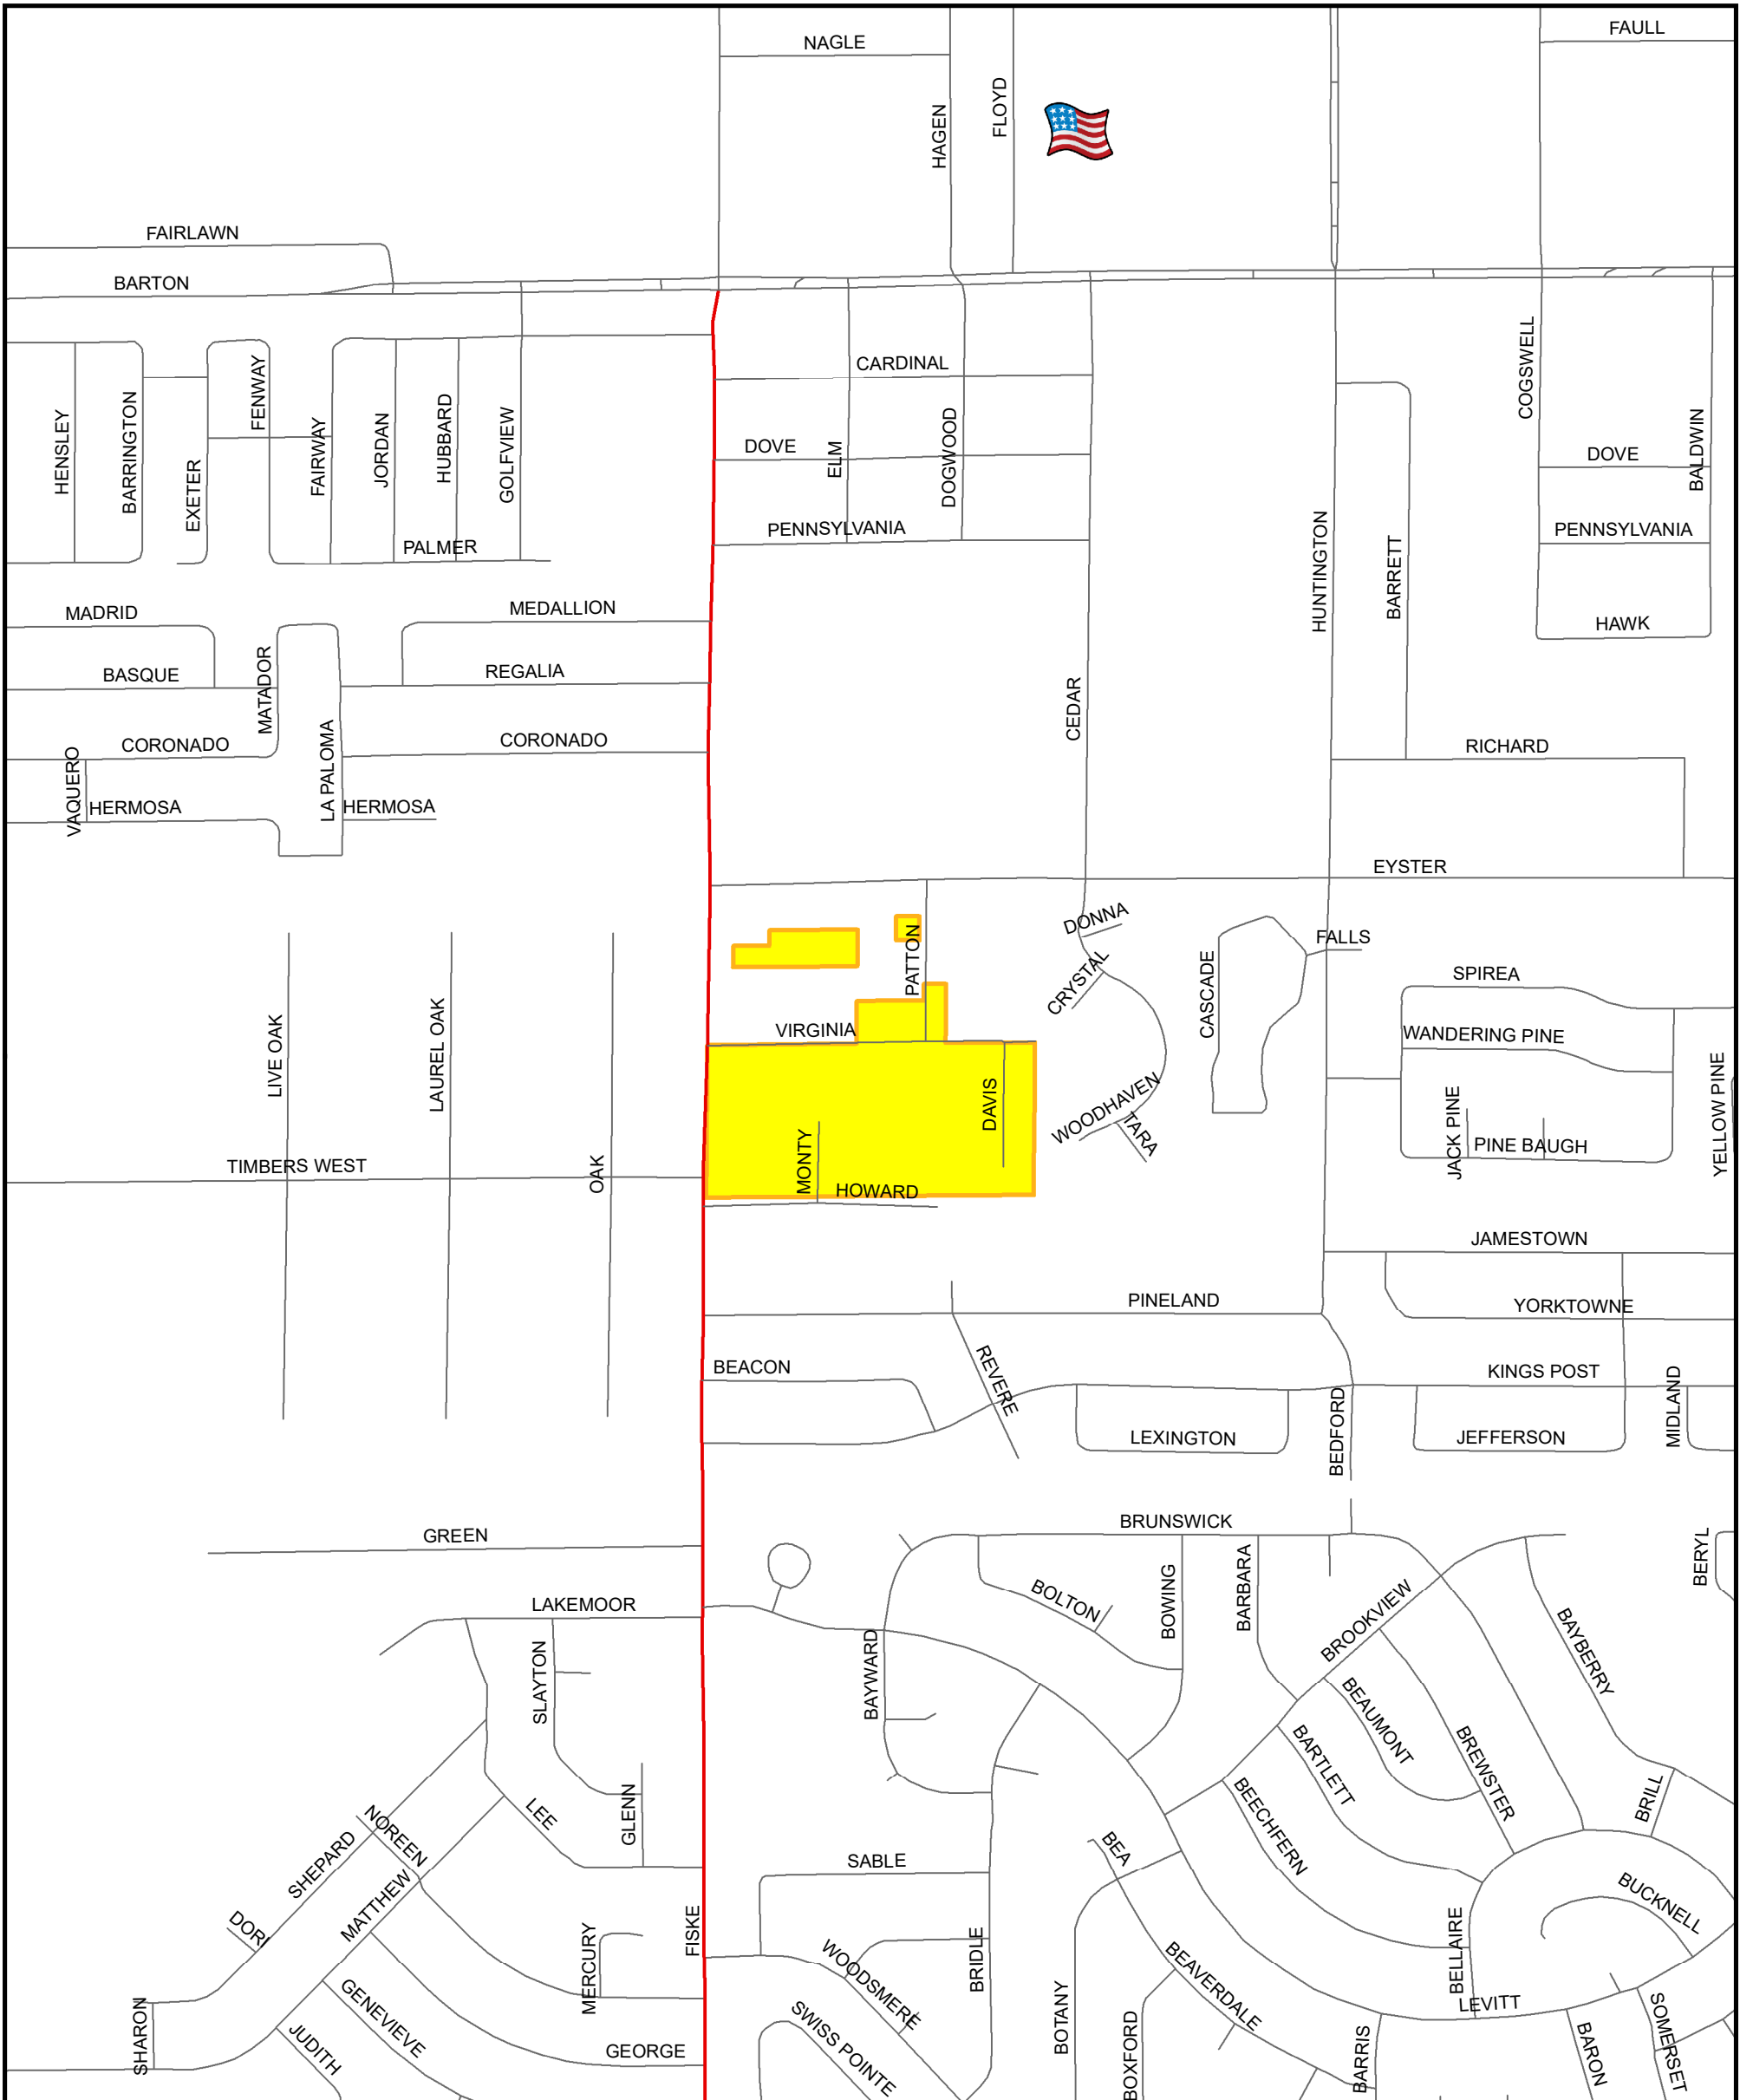 NAGLE
FAULL
HAGEN
FLOYD
FAIRLAWN
BARTON
HENSLEY
BARRINGTON
EXETER
FENWAY
FAIRWAY
JORDAN
HUBBARD
GOLFVIEW
PALMER
CARDINAL
DOVE
ELM
DOGWOOD
PENNSYLVANIA
COGSWELL
DOVE
BALDWIN
PENNSYLVANIA
HAWK
HUNTINGTON
BARRETT
MADRID
MEDALLION
BASQUE
MATADOR
REGALIA
CEDAR
CORONADO
CORONADO
RICHARD
VAQUERO
HERMOSA
LA PALOMA
HERMOSA
EYSTER
DONNA
PATTON
CRYSTAL
CASCADE
FALLS
SPIREA
VIRGINIA
WANDERING PINE
LIVE OAK
LAUREL OAK
DAVIS
WOODHAVEN
TARA
JACK PINE
PINE BAUGH
YELLOW PINE
TIMBERS WEST
OAK
MONTY
HOWARD
JAMESTOWN
PINELAND
YORKTOWNE
BEACON
REVERE
KINGS POST
LEXINGTON
BEDFORD
JEFFERSON
MIDLAND
GREEN
BRUNSWICK
BERYL
LAKEMOOR
BOLTON
BOWING
BARBARA
BROOKVIEW
BAYBERRY
SLAYTON
BAYWARD
BEAUMONT
BARTLETT
BREWSTER
BRILL
LEE
GLENN
BEECHFERN
NOREEN
SHEPARD
BEA
SABLE
MATTHEW
BUCKNELL
DORI
MERCURY
FISKE
WOODSMERE
BRIDLE
BELLAIRE
BEAVERDALE
LEVITT
SHARON
GENEVIEVE
JUDITH
GEORGE
SWISS POINTE
BOTANY
BOXFORD
BARRIS
BARON
SOMERSET